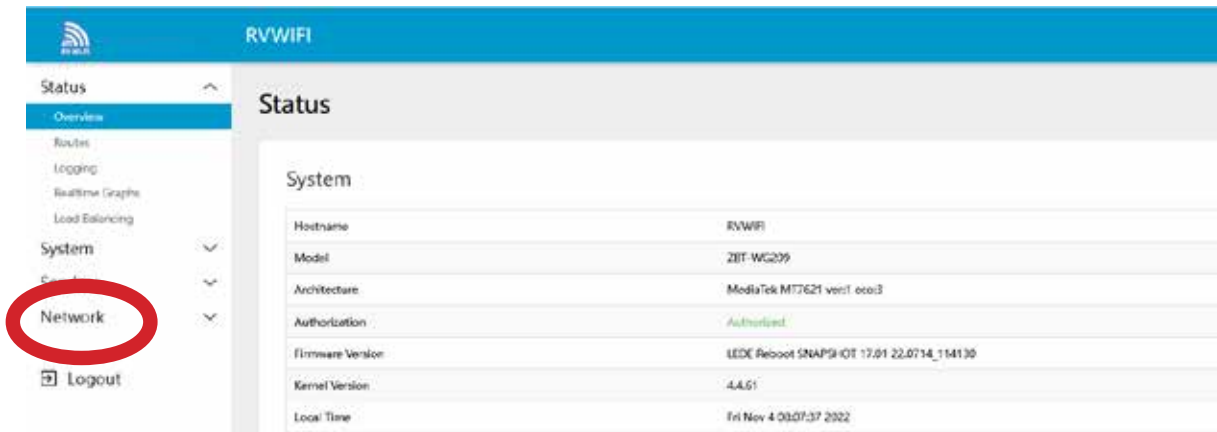 RVWIFI
Status
Overview
Routes
Logging
Realtime Graphs
Load Balancing
System
Network
Logout
Status
System
Hostname RVWIFI
Model ZBT-WG209
Architecture MediaTek MT7621 ver:1 eco:3
Authorization Authorized
Firmware Version LEDE Reboot SNAPSHOT 17.01 22.0714_114130
Kernel Version 4.4.61
Local Time Fri Nov 4 08:07:37 2022